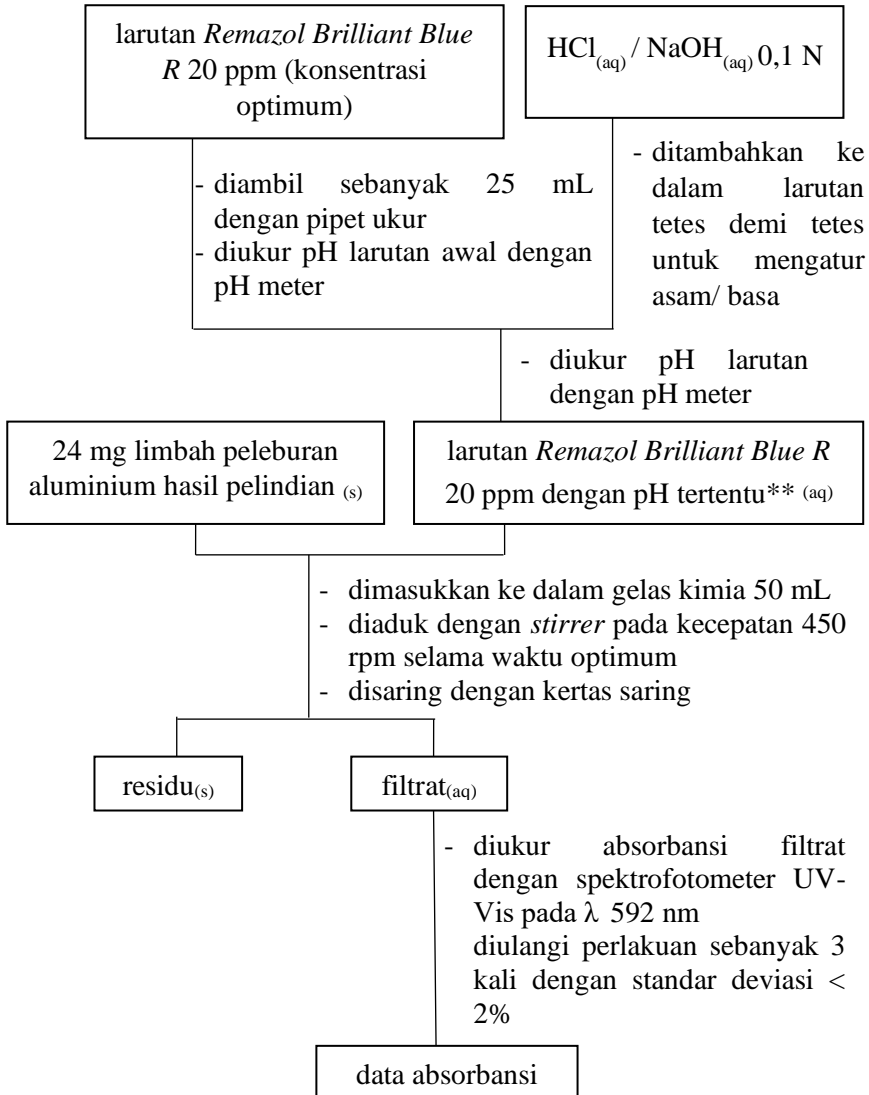 larutan Remazol Brilliant Blue
R 20 ppm (konsentrasi
optimum)
HCl(aq) / NaOH(aq) 0,1 N
- diambil sebanyak 25 mL
dengan pipet ukur
- diukur pH larutan awal dengan
pH meter
- ditambahkan ke
dalam larutan
tetes demi tetes
untuk mengatur
asam/ basa
- diukur pH larutan
dengan pH meter
24 mg limbah peleburan
aluminium hasil pelindian (s)
larutan Remazol Brilliant Blue R
20 ppm dengan pH tertentu** (aq)
- dimasukkan ke dalam gelas kimia 50 mL
- diaduk dengan stirrer pada kecepatan 450
rpm selama waktu optimum
- disaring dengan kertas saring
residu(s)
filtrat(aq)
- diukur absorbansi filtrat
dengan spektrofotometer UV-
Vis pada λ 592 nm
diulangi perlakuan sebanyak 3
kali dengan standar deviasi <
2%
data absorbansi